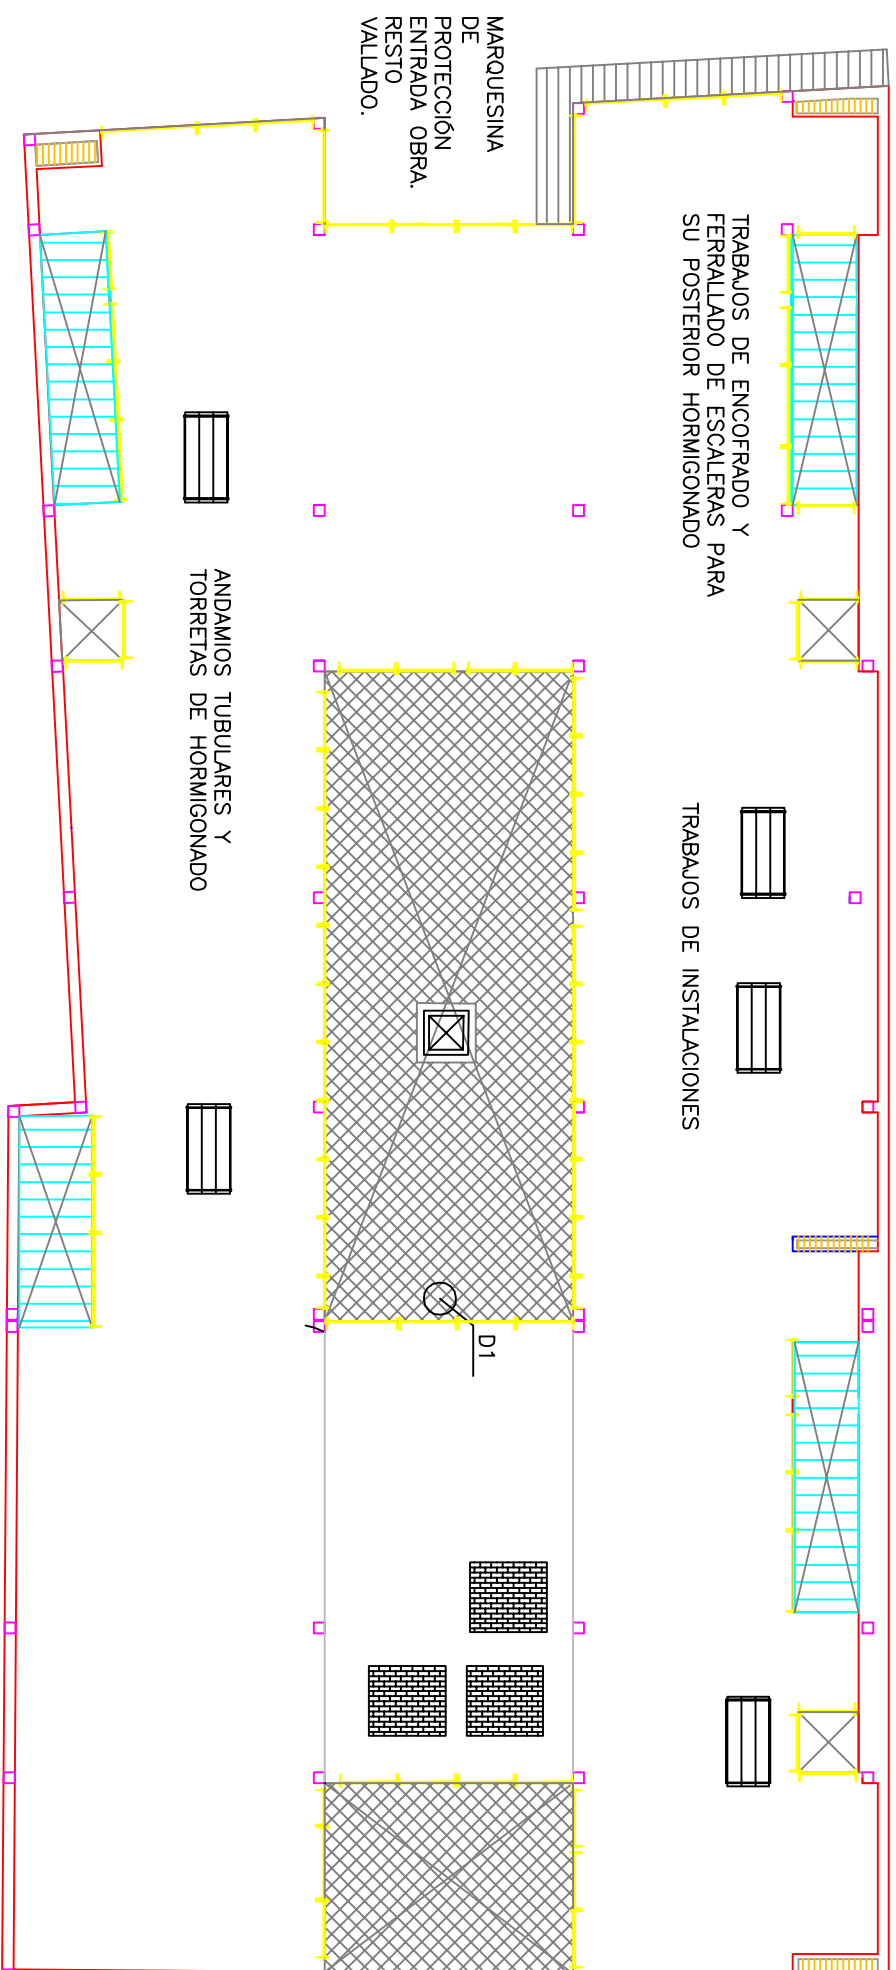 MARQUESINA
DE
PROTECCIÓN
ENTRADA OBRA.
RESTO
VALLADO.
TRABAJOS DE ENCOFRADO Y
FERRALLADO DE ESCALERAS PARA
SU POSTERIOR HORMIGONADO
ANDAMIOS TUBULARES Y
TORRETAS DE HORMIGONADO
TRABAJOS DE INSTALACIONES
D1